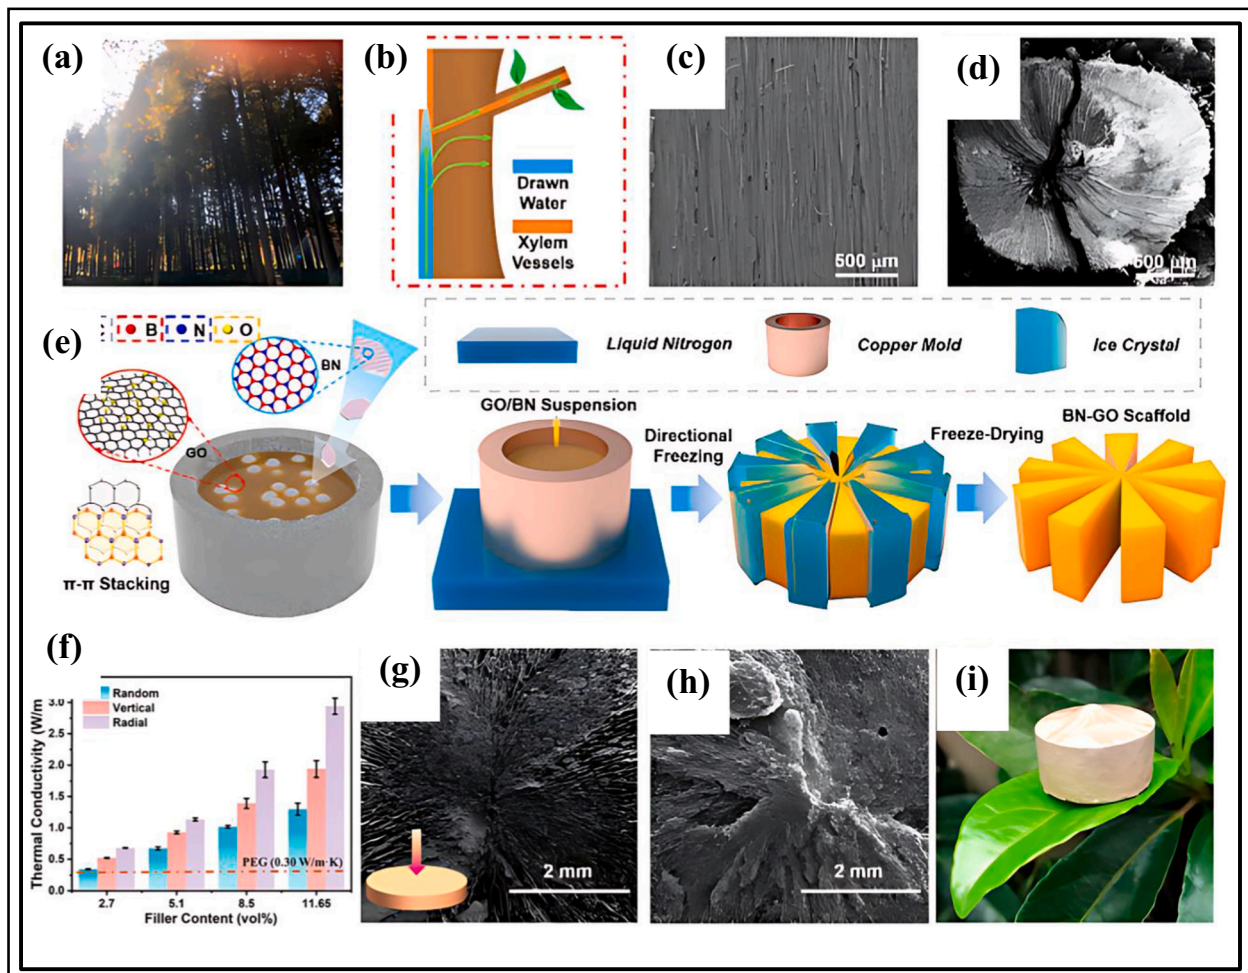 (a)
(b)
Drawn
Water
Xylem
Vessels
(c)
500 μm
(d)
500 μm
(e)
B
N
O
BN
GO
π-π Stacking
Liquid Nitrogon
Copper Mold
Ice Crystal
GO/BN Suspension
Directional
Freezing
Freeze-Drying
BN-GO Scaffold
(f)
Thermal Conductivity (W/m
3.0
2.5
2.0
1.5
1.0
0.5
0.0
Random
Vertical
Radial
PEG (0.30 W/m·K)
2.7
5.1
8.5
11.65
Filler Content (vol%)
(g)
2 mm
(h)
2 mm
(i)